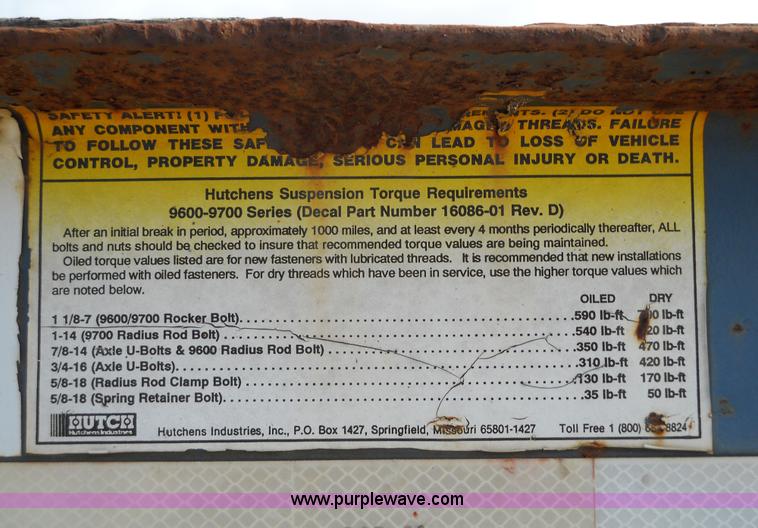 SAFETY ALERT! (1) (2) DO NOT
ANY COMPONENT WITH THREADS. FAILURE
TO FOLLOW THESE CAN LEAD TO LOSS OF VEHICLE
CONTROL, PROPERTY DAMAGE, SERIOUS PERSONAL INJURY OR DEATH.
Hutchens Suspension Torque Requirements
9600-9700 Series (Decal Part Number 16086-01 Rev. D)
After an initial break in period, approximately 1000 miles, and at least every 4 months periodically thereafter, ALL
bolts and nuts should be checked to insure that recommended torque values are being maintained.
Oiled torque values listed are for new fasteners with lubricated threads. It is recommended that new installations
be performed with oiled fasteners. For dry threads which have been in service, use the higher torque values which
are noted below.
OILED DRY
1 1/8-7 (9600/9700 Rocker Bolt) 590 lb-ft lb-ft
1-14 (9700 Radius Rod Bolt) 540 lb-ft lb-ft
7/8-14 (Axle U-Bolts & 9600 Radius Rod Bolt) 350 lb-ft 470 lb-ft
3/4-16 (Axle U-Bolts) 310 lb-ft 420 lb-ft
5/8-18 (Radius Rod Clamp Bolt) 130 lb-ft 170 lb-ft
5/8-18 (Spring Retainer Bolt) 35 lb-ft 50 lb-ft
HUTCH
Hutchens Industries
Hutchens Industries, Inc., P.O. Box 1427, Springfield, Missouri 65801-1427 Toll Free 1 (800)
www.purplewave.com